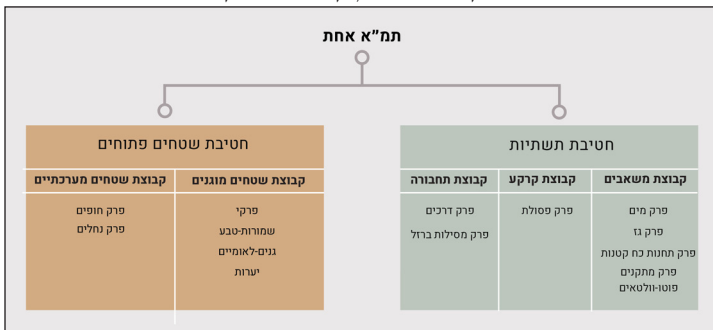 תמ"א אחת
חטיבת תשתיות
קבוצת משאבים
פרק מים
פרק גז
פרק תחנות כח קטנות
פרק מתקנים
פוטו-וולטאים
קבוצת קרקע
פרק פסולת
קבוצת תחבורה
פרק דרכים
פרק מסילות ברזל
חטיבת שטחים פתוחים
קבוצת שטחים מוגנים
פרקי
שמורות-טבע
גנים-לאומיים
יערות
קבוצת שטחים מערכתיים
פרק חופים
פרק נחלים